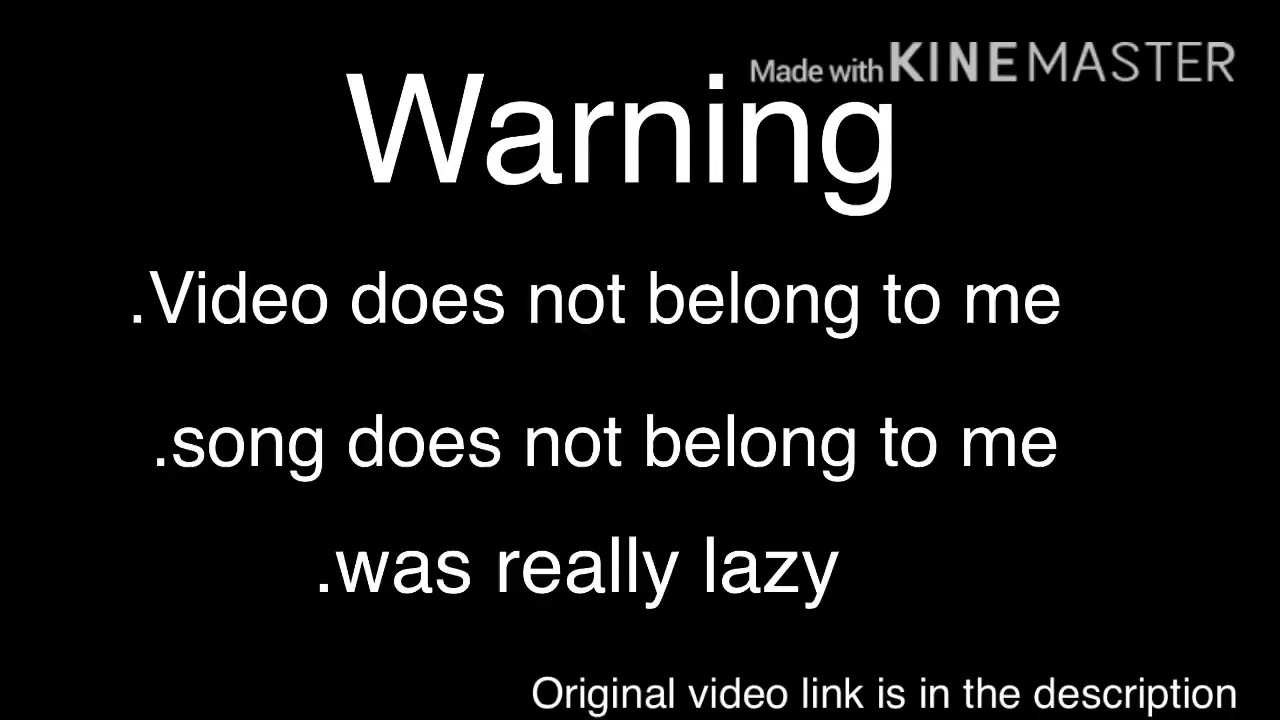 Made with KINEMASTER
Warning
.Video does not belong to me
.song does not belong to me
.was really lazy
Original video link is in the description